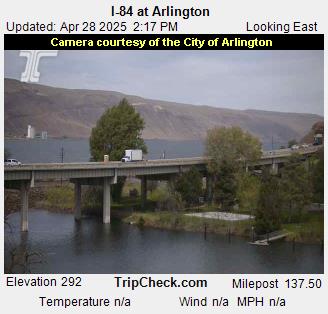 I-84 at Arlington
Updated: Apr 28 2025 2:17 PM Looking East
Camera courtesy of the City of Arlington
Elevation 292 TripCheck.com Milepost 137.50
Temperature n/a Wind n/a MPH n/a